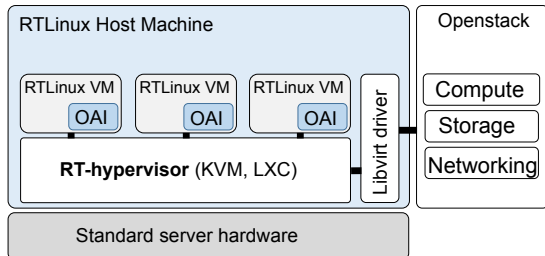 RTLinux Host Machine
Openstack
RTLinux VM
OAI
RTLinux VM
OAI
RTLinux VM
OAI
Libvirt driver
Compute
Storage
Networking
RT-hypervisor (KVM, LXC)
Standard server hardware